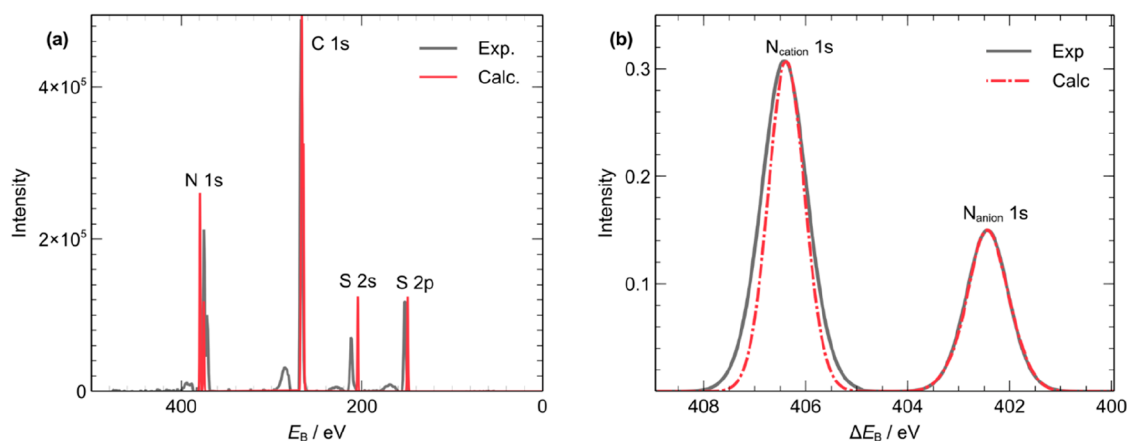 (a)
C 1s
Exp.
Calc.
N 1s
S 2s
S 2p
4×10⁵
2×10⁵
0
Intensity
400
200
0
E_B / eV
(b)
N_cation 1s
Exp
Calc
N_anion 1s
0.3
0.2
0.1
Intensity
408
406
404
402
400
ΔE_B / eV